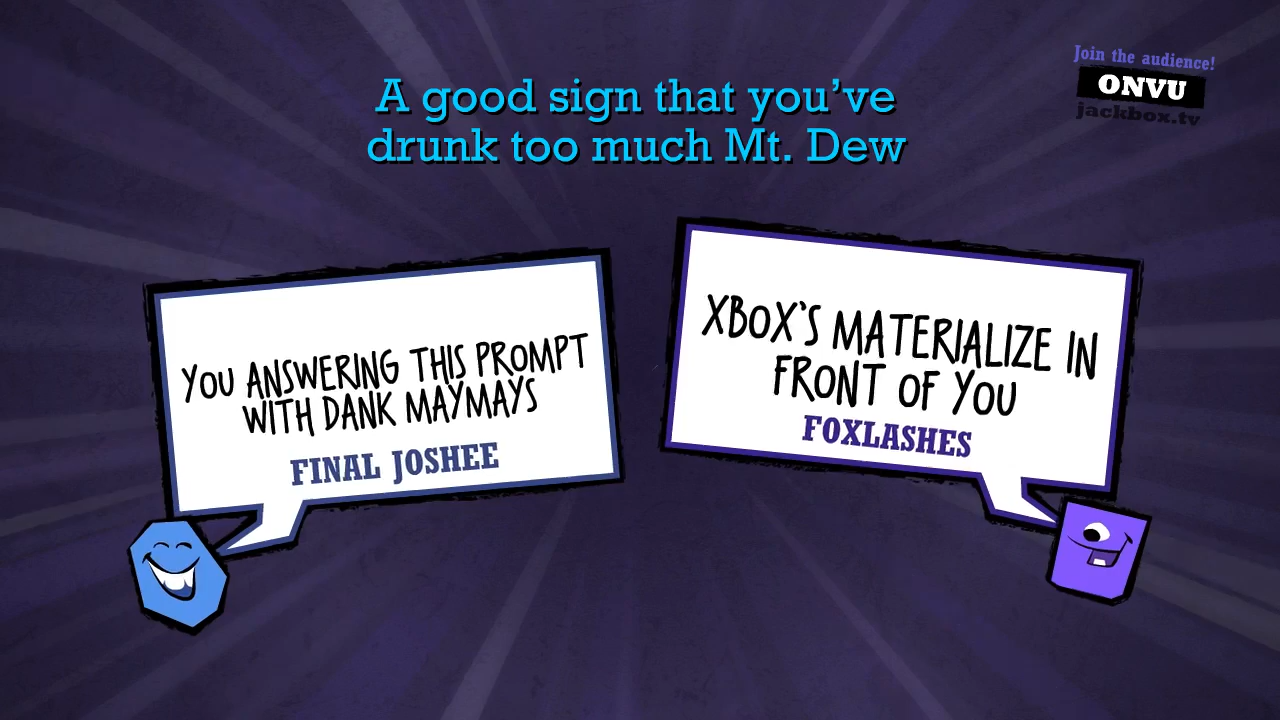 Join the audience!
ONVU
jackbox.tv
A good sign that you've
drunk too much Mt. Dew
YOU ANSWERING THIS PROMPT
WITH DANK MAYMAYS
FINAL JOSHEE
XBOX'S MATERIALIZE IN
FRONT OF YOU
FOXLASHES